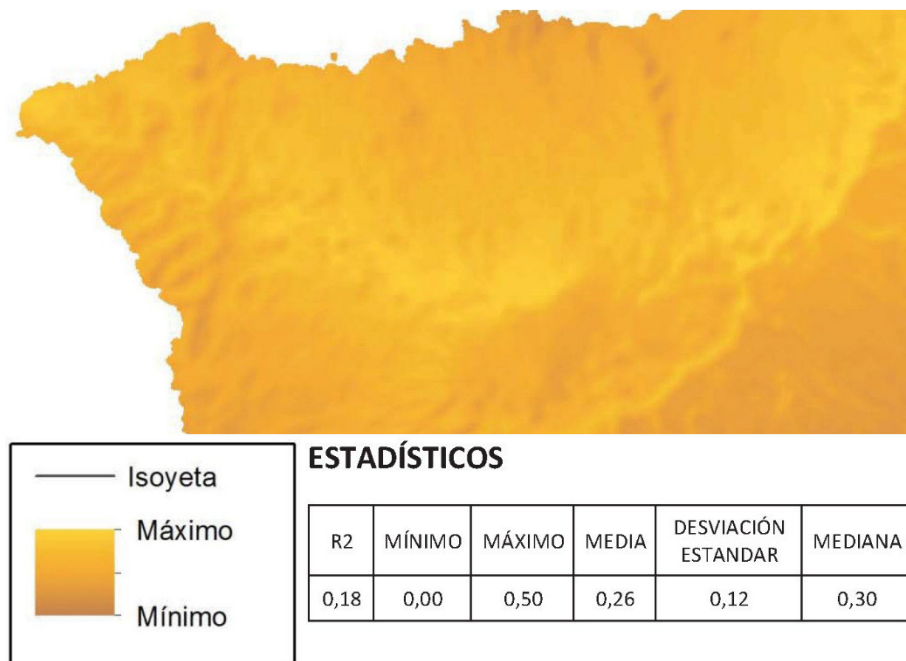 Isoyeta
Máximo
Mínimo
ESTADÍSTICOS
R2 MÍNIMO MÁXIMO MEDIA DESVIACIÓN ESTANDAR MEDIANA
0,18 0,00 0,50 0,26 0,12 0,30